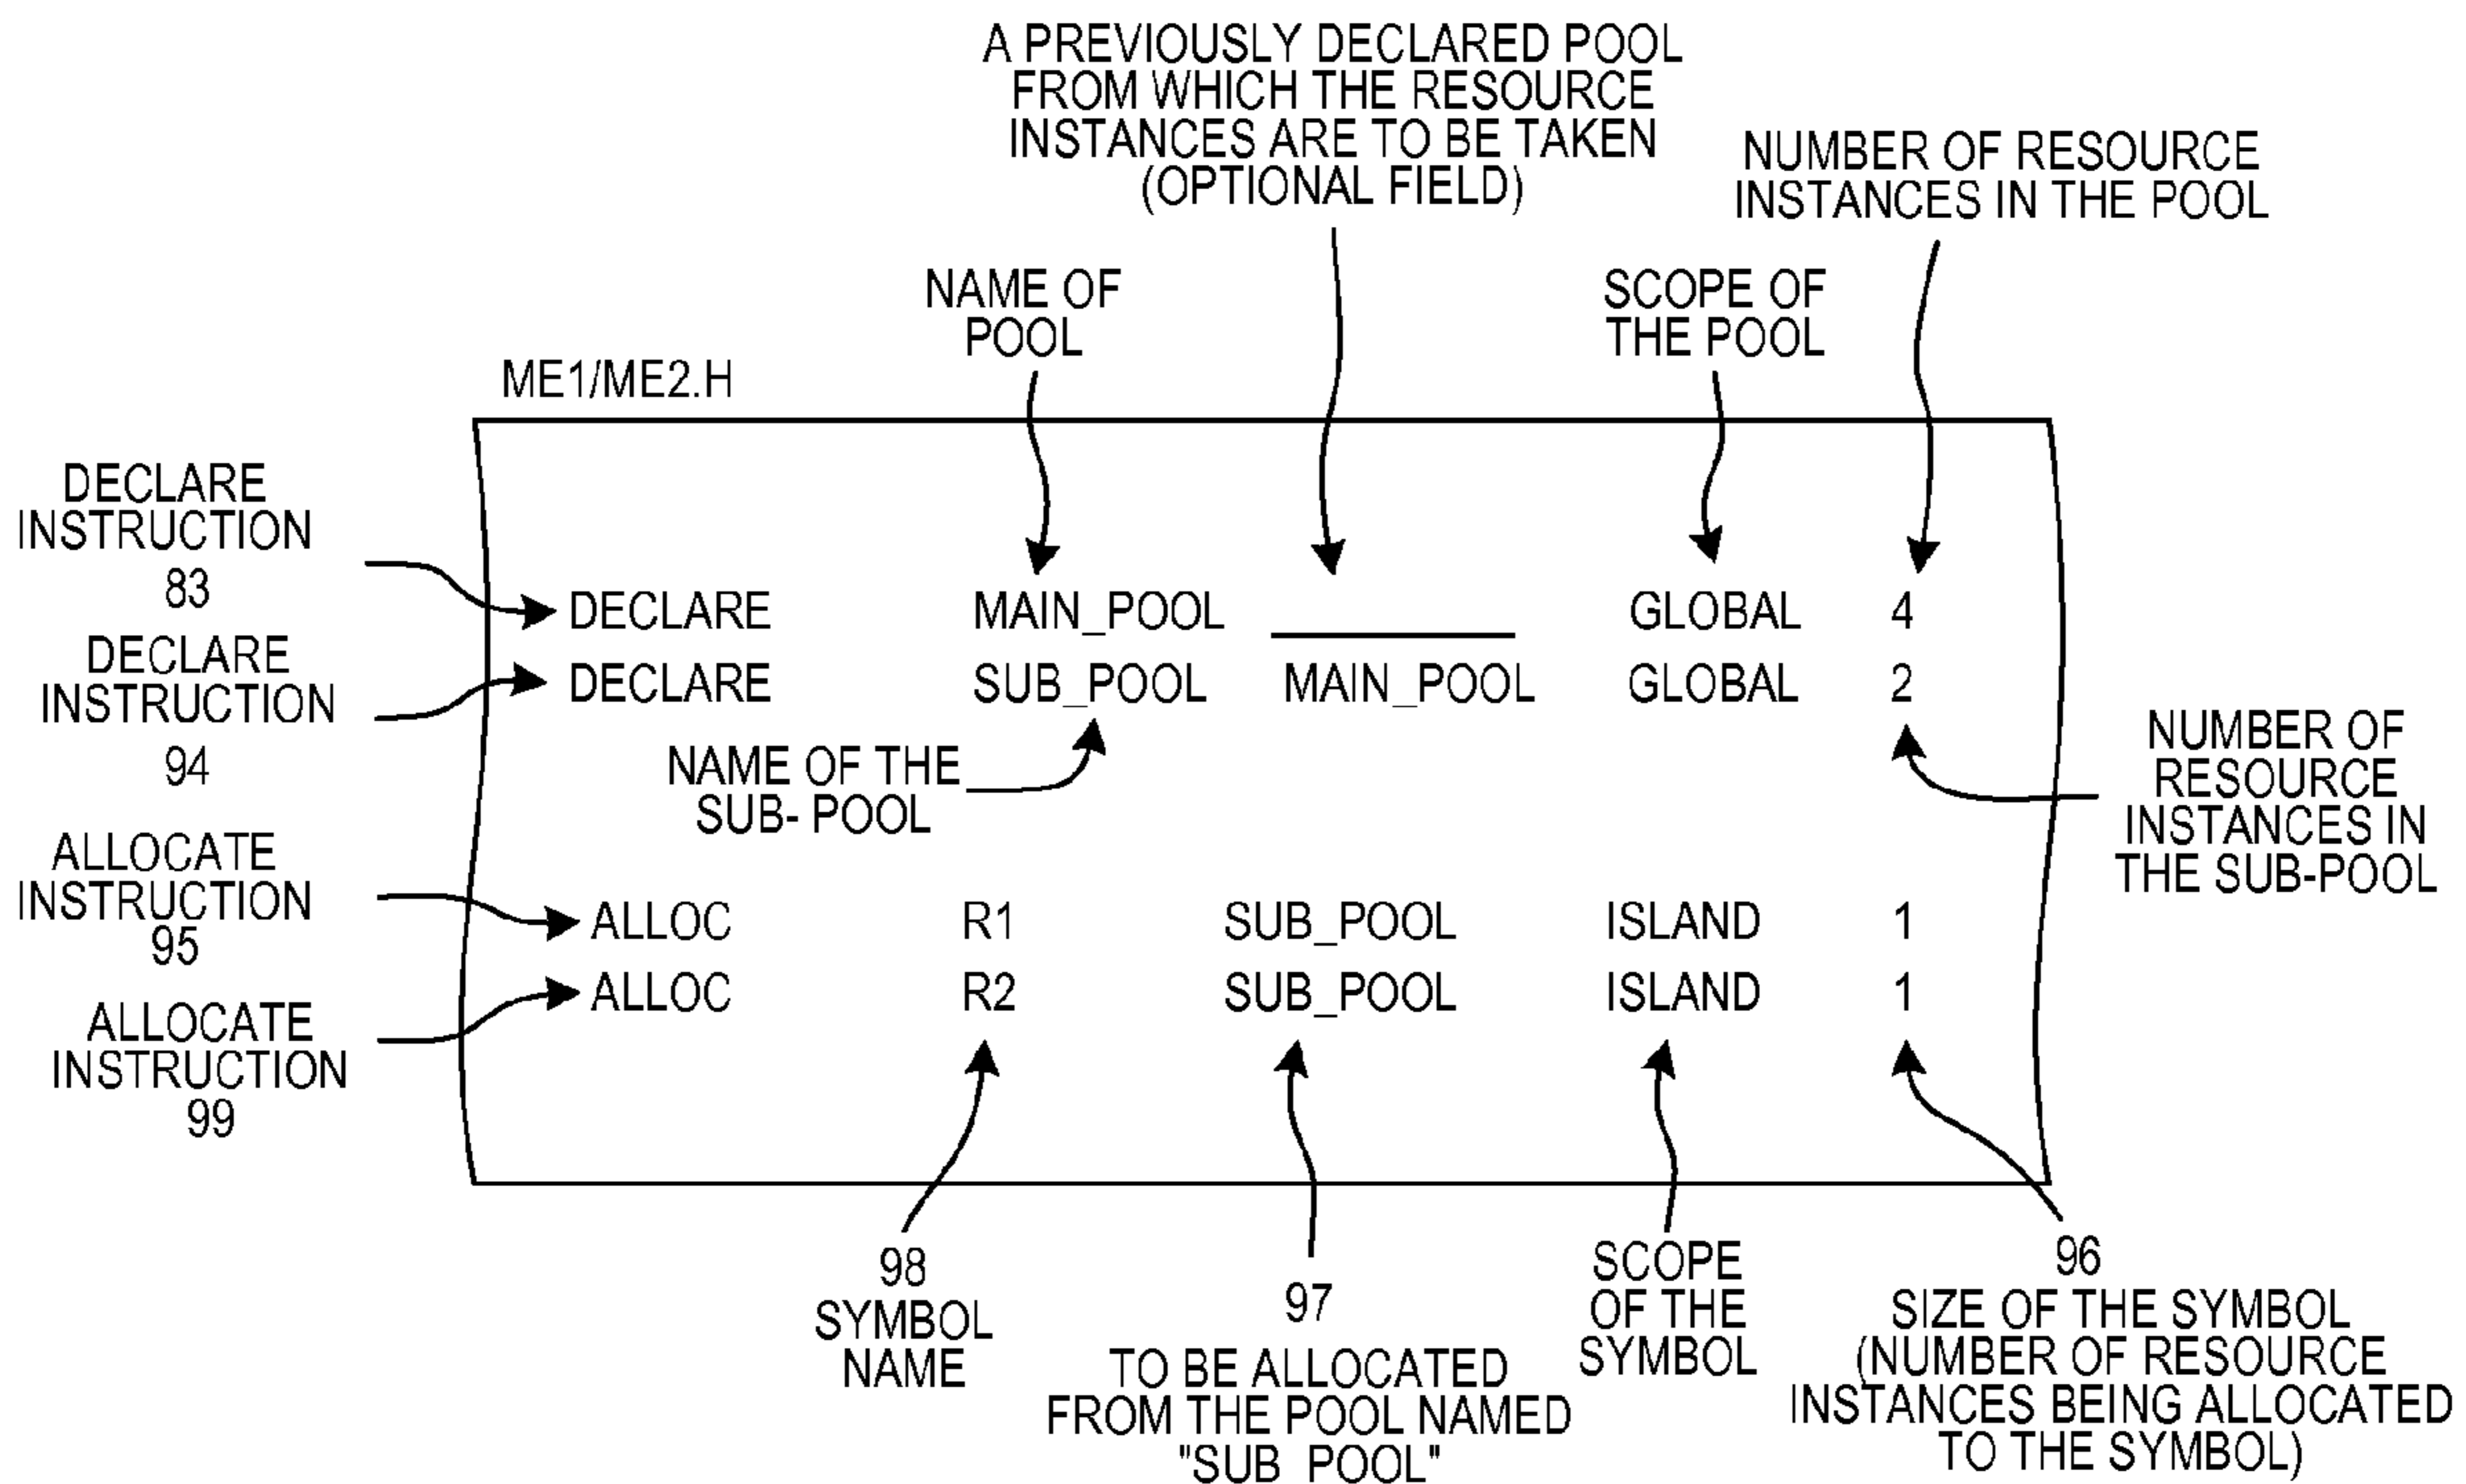 A PREVIOUSLY DECLARED POOL
FROM WHICH THE RESOURCE
INSTANCES ARE TO BE TAKEN
(OPTIONAL FIELD)
NUMBER OF RESOURCE
INSTANCES IN THE POOL
NAME OF
POOL
SCOPE OF
THE POOL
ME1/ME2.H
DECLARE
INSTRUCTION
83
DECLARE MAIN_POOL GLOBAL 4
DECLARE
INSTRUCTION
94
DECLARE SUB_POOL MAIN_POOL GLOBAL 2
NAME OF THE
SUB- POOL
NUMBER OF
RESOURCE
INSTANCES IN
THE SUB-POOL
ALLOCATE
INSTRUCTION
95
ALLOC R1 SUB_POOL ISLAND 1
ALLOC R2 SUB_POOL ISLAND 1
ALLOCATE
INSTRUCTION
99
98
SYMBOL
NAME
97
TO BE ALLOCATED
FROM THE POOL NAMED
"SUB_POOL"
SCOPE
OF THE
SYMBOL
96
SIZE OF THE SYMBOL
(NUMBER OF RESOURCE
INSTANCES BEING ALLOCATED
TO THE SYMBOL)